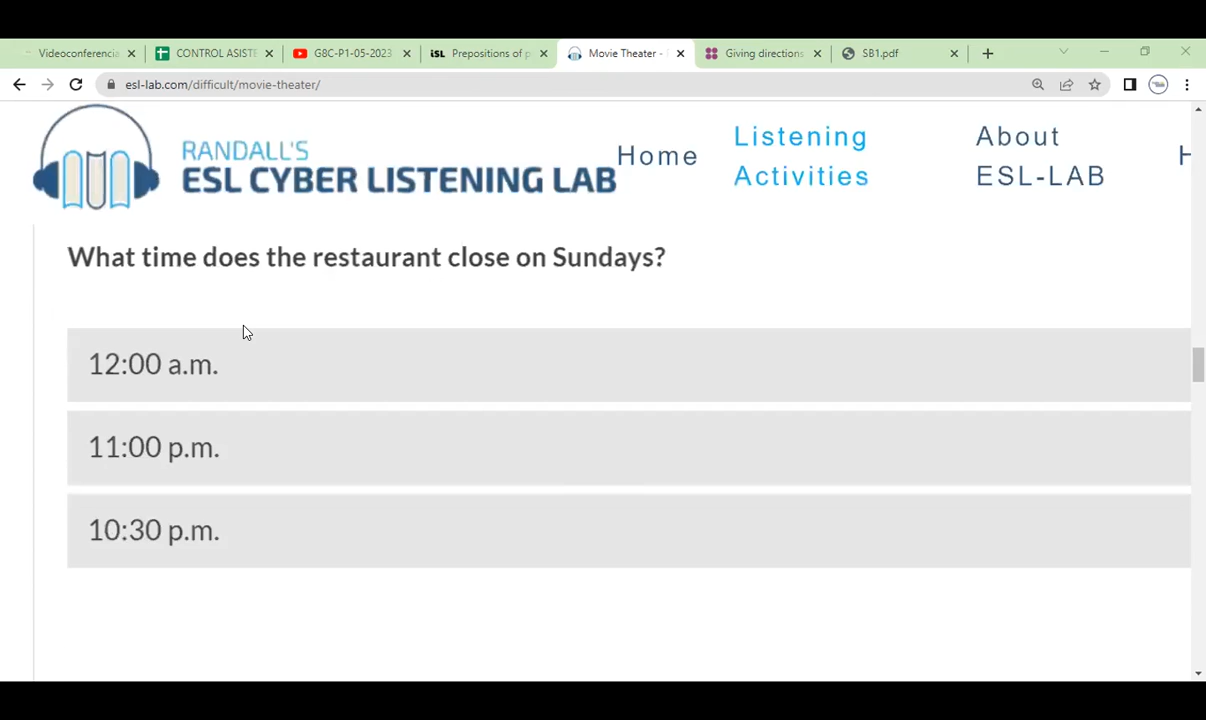 Videoconferencia
CONTROL ASISTE
G8C-P1-05-2023
iSL Prepositions of p
Movie Theater -
Giving directions
SB1.pdf
esl-lab.com/difficult/movie-theater/
RANDALL'S
ESL CYBER LISTENING LAB
Home
Listening
Activities
About
ESL-LAB
H
What time does the restaurant close on Sundays?
12:00 a.m.
11:00 p.m.
10:30 p.m.